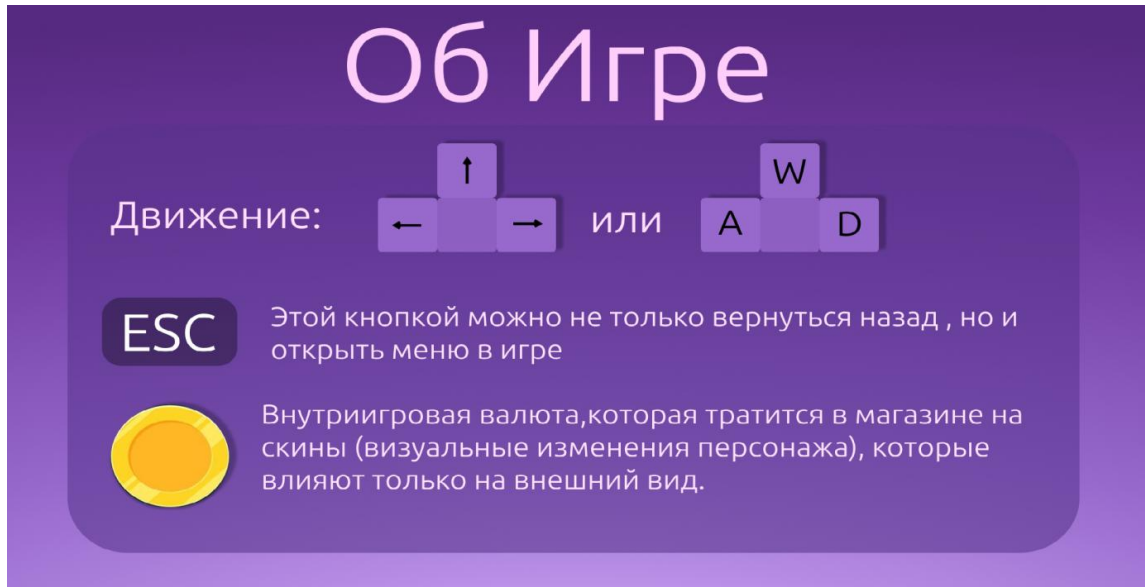 Об Игре
↑
W
Движение: ← → или A D
ESC
Этой кнопкой можно не только вернуться назад , но и
открыть меню в игре
Внутриигровая валюта,которая тратится в магазине на
скины (визуальные изменения персонажа), которые
влияют только на внешний вид.